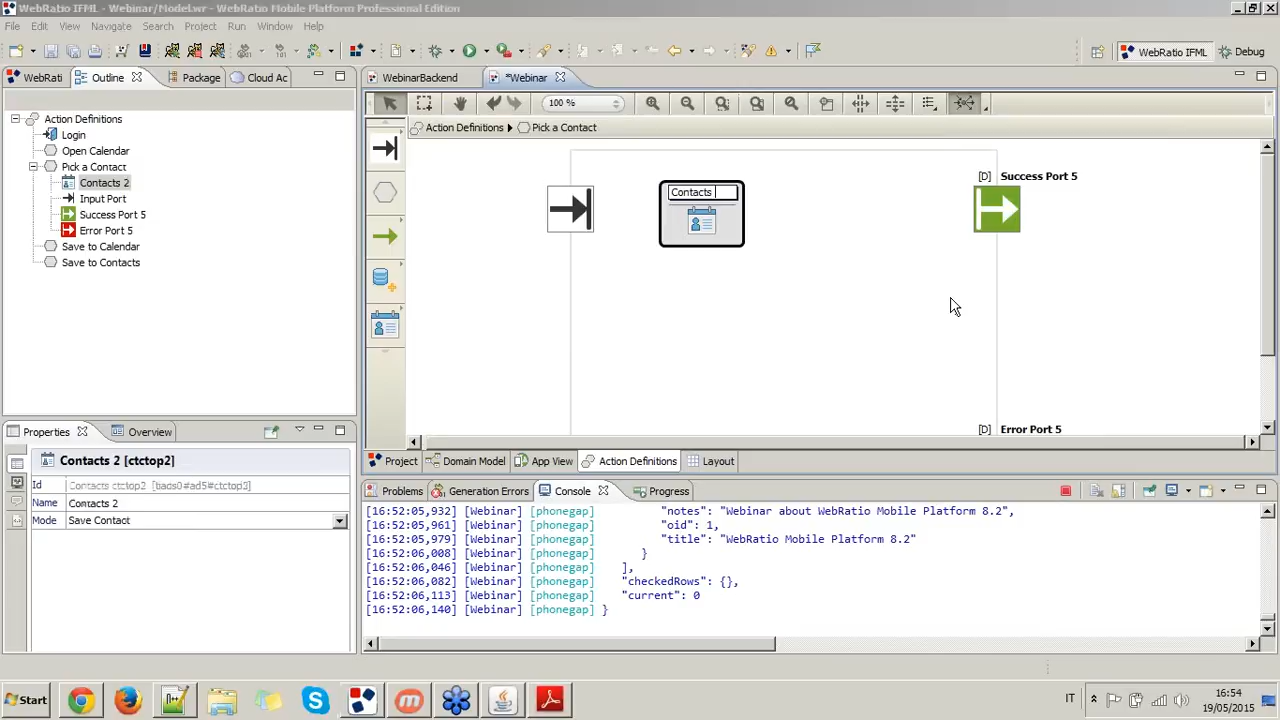 WebRatio IFML - Webinar/Model.wr - WebRatio Mobile Platform Professional Edition
File Edit View Navigate Search Project Run Window Help
WebRatio IFML Debug
WebRati Outline Package Cloud Ac
WebinarBackend *Webinar
100 %
Action Definitions Pick a Contact
Action Definitions
Login
Open Calendar
Pick a Contact
Contacts 2
Input Port
Success Port 5
Error Port 5
Save to Calendar
Save to Contacts
Contacts
[D] Success Port 5
[D] Error Port 5
Project Domain Model App View Action Definitions Layout
Properties Overview
Contacts 2 [ctctop2]
Name Contacts 2
Mode Save Contact
Problems Generation Errors Console Progress
[16:52:05,932] [Webinar] [phonegap] "notes": "Webinar about WebRatio Mobile Platform 8.2",
[16:52:05,961] [Webinar] [phonegap] "oid": 1,
[16:52:05,979] [Webinar] [phonegap] "title": "WebRatio Mobile Platform 8.2"
[16:52:06,008] [Webinar] [phonegap] }
[16:52:06,046] [Webinar] [phonegap] ],
[16:52:06,082] [Webinar] [phonegap] "checkedRows": {},
[16:52:06,113] [Webinar] [phonegap] "current": 0
[16:52:06,140] [Webinar] [phonegap] }
Start IT 16:54
19/05/2015